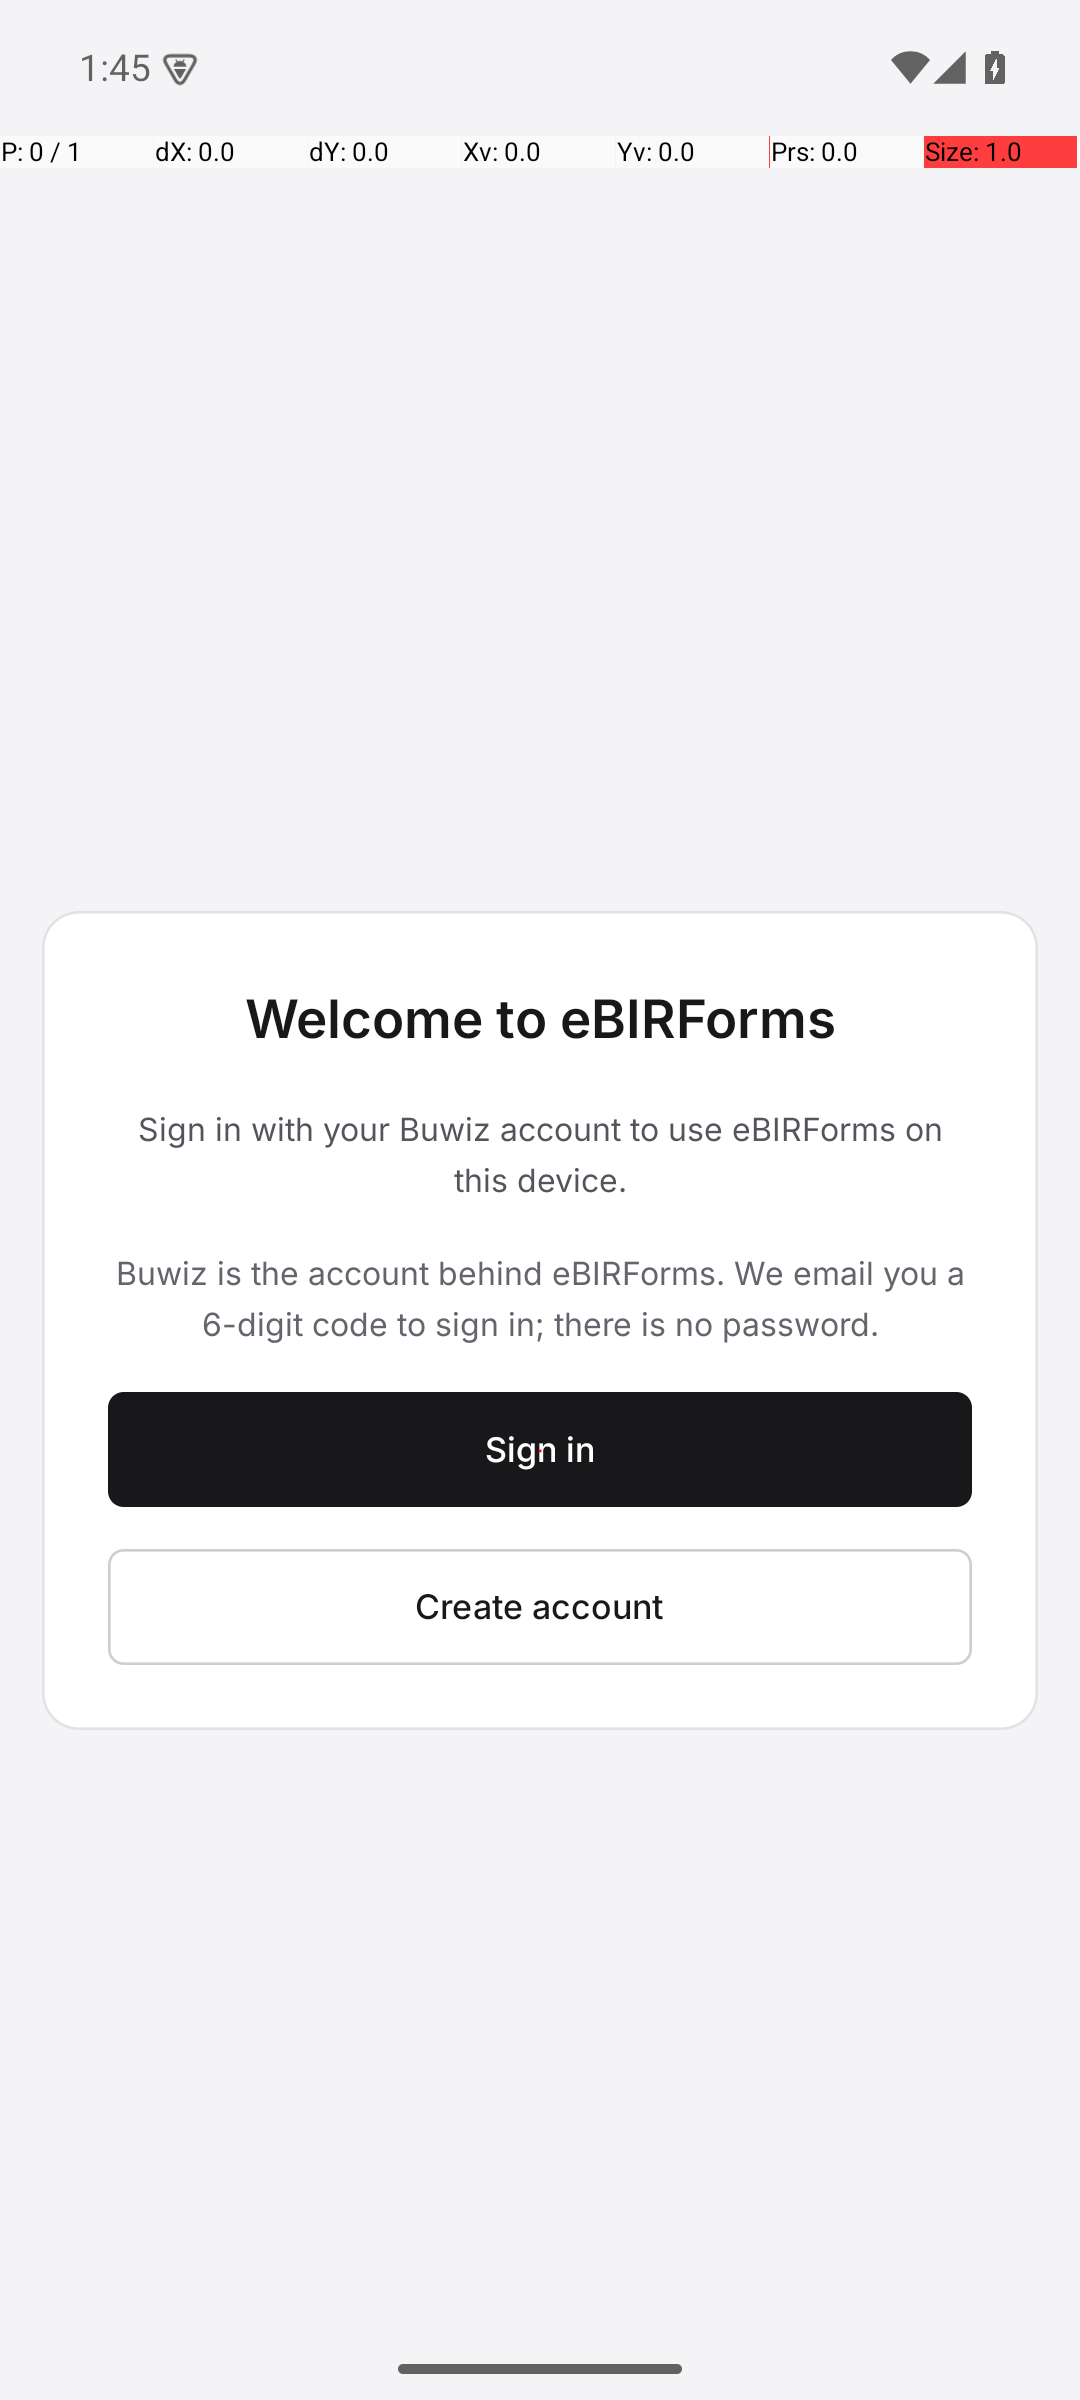 1:45
P: 0 / 1 dX: 0.0 dY: 0.0 Xv: 0.0 Yv: 0.0 Prs: 0.0 Size: 1.0
Welcome to eBIRForms
Sign in with your Buwiz account to use eBIRForms on
this device.
Buwiz is the account behind eBIRForms. We email you a
6-digit code to sign in; there is no password.
Sign in
Create account